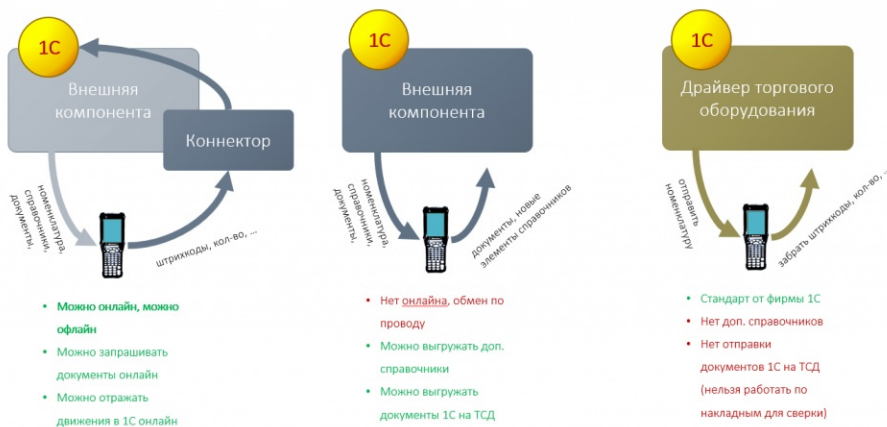 1С
Внешняя
компонента
Коннектор
номенклатура,
справочники,
документы,
штрихкоды, кол-во, ...
• Можно онлайн, можно
офлайн
• Можно запрашивать
документы онлайн
• Можно отражать
движения в 1С онлайн
1С
Внешняя
компонента
номенклатура,
справочники,
документы,
документы, новые
элементы справочников
• Нет онлайна, обмен по
проводу
• Можно выгружать доп.
справочники
• Можно выгружать
документы 1С на ТСД
1С
Драйвер торгового
оборудования
отправить
номенклатуру
забрать штрихкоды, кол-во, ...
• Стандарт от фирмы 1С
• Нет доп. справочников
• Нет отправки
документов 1С на ТСД
(нельзя работать по
накладным для сверки)